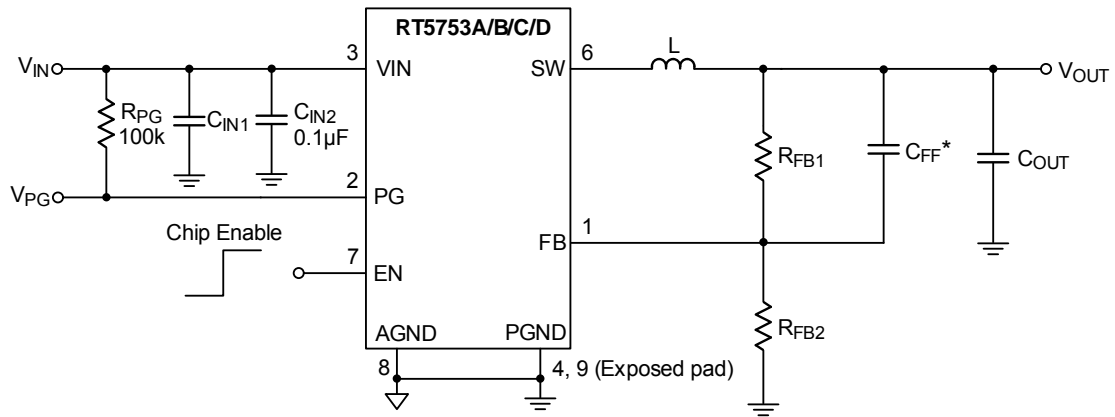 RT5753A/B/C/D
VIN
3
VIN
SW
6
L
VOUT
RPG
100k
CIN1
CIN2
0.1µF
RFB1
CFF*
COUT
VPG
2
PG
Chip Enable
7
EN
FB
1
RFB2
AGND
PGND
8
4, 9 (Exposed pad)